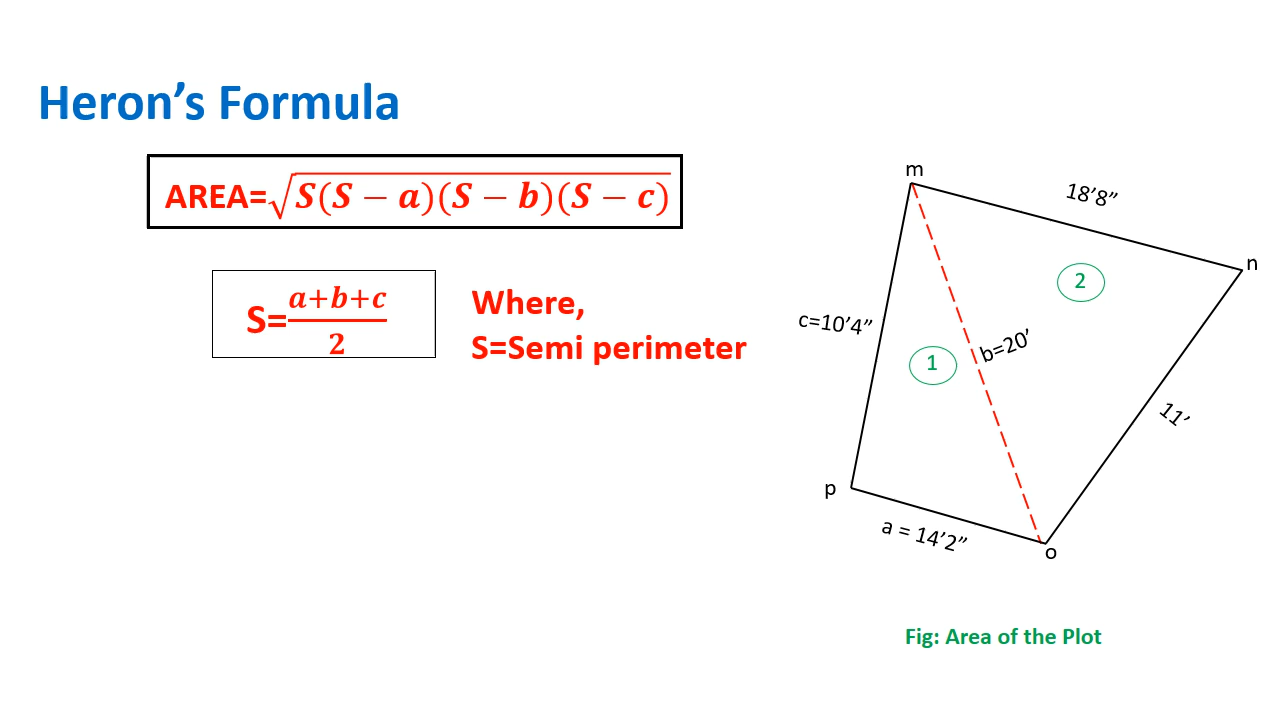 Heron’s Formula
AREA=√S(S − a)(S − b)(S − c)
S=a+b+c/2
Where,
S=Semi perimeter
m
18’8”
n
2
c=10’4”
b=20’
1
11’
p
a = 14’2”
o
Fig: Area of the Plot